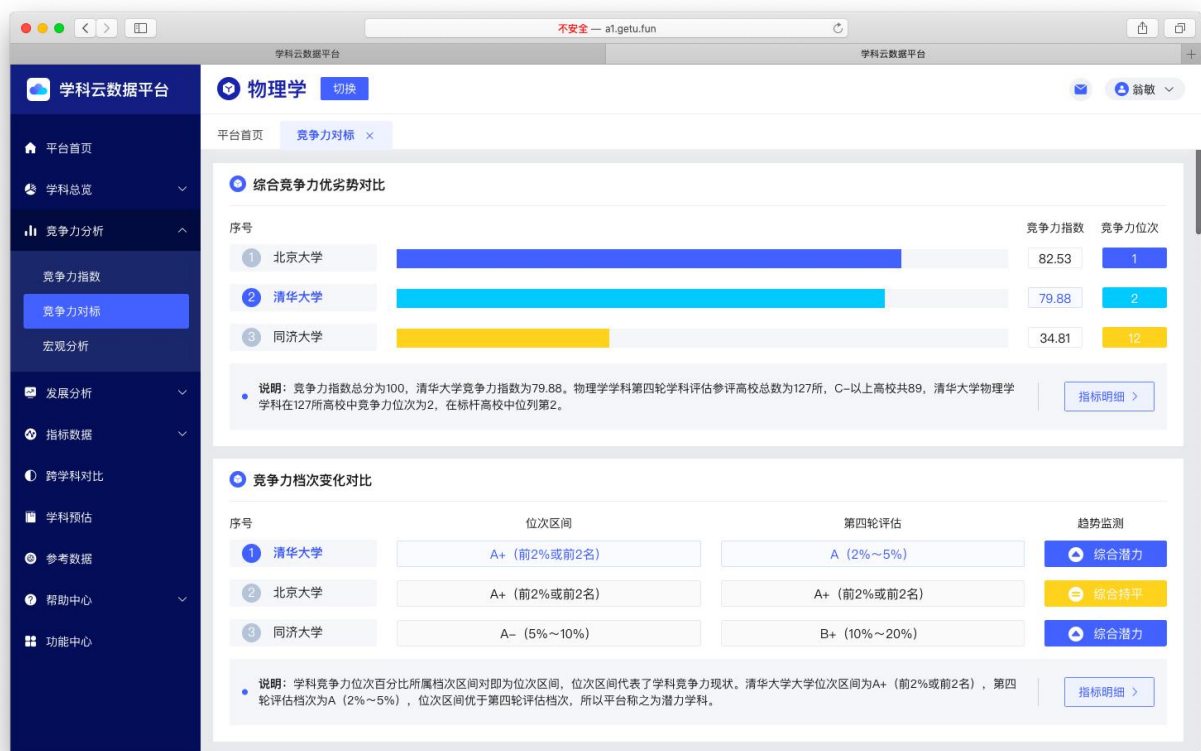 不安全 — a1.getu.fun
学科云数据平台
学科云数据平台
学科云数据平台
物理学 切换
翁敏
平台首页
竞争力对标 ×
平台首页
学科总览
竞争力分析
竞争力指数
竞争力对标
宏观分析
发展分析
指标数据
跨学科对比
学科预估
参考数据
帮助中心
功能中心
综合竞争力优劣势对比
序号 竞争力指数 竞争力位次
1 北京大学 82.53 1
2 清华大学 79.88 2
3 同济大学 34.81 12
说明：竞争力指数总分为100，清华大学竞争力指数为79.88。物理学学科第四轮学科评估参评高校总数为127所，C-以上高校共89，清华大学物理学
学科在127所高校中竞争力位次为2，在标杆高校中位列第2。
指标明细 >
竞争力档次变化对比
序号 位次区间 第四轮评估 趋势监测
1 清华大学 A+（前2%或前2名） A（2%～5%） 综合潜力
2 北京大学 A+（前2%或前2名） A+（前2%或前2名） 综合持平
3 同济大学 A-（5%～10%） B+（10%～20%） 综合潜力
说明：学科竞争力位次百分比所属档次区间对即为位次区间，位次区间代表了学科竞争力现状。清华大学大学位次区间为A+（前2%或前2名），第四
轮评估档次为A（2%～5%），位次区间优于第四轮评估档次，所以平台称之为潜力学科。
指标明细 >